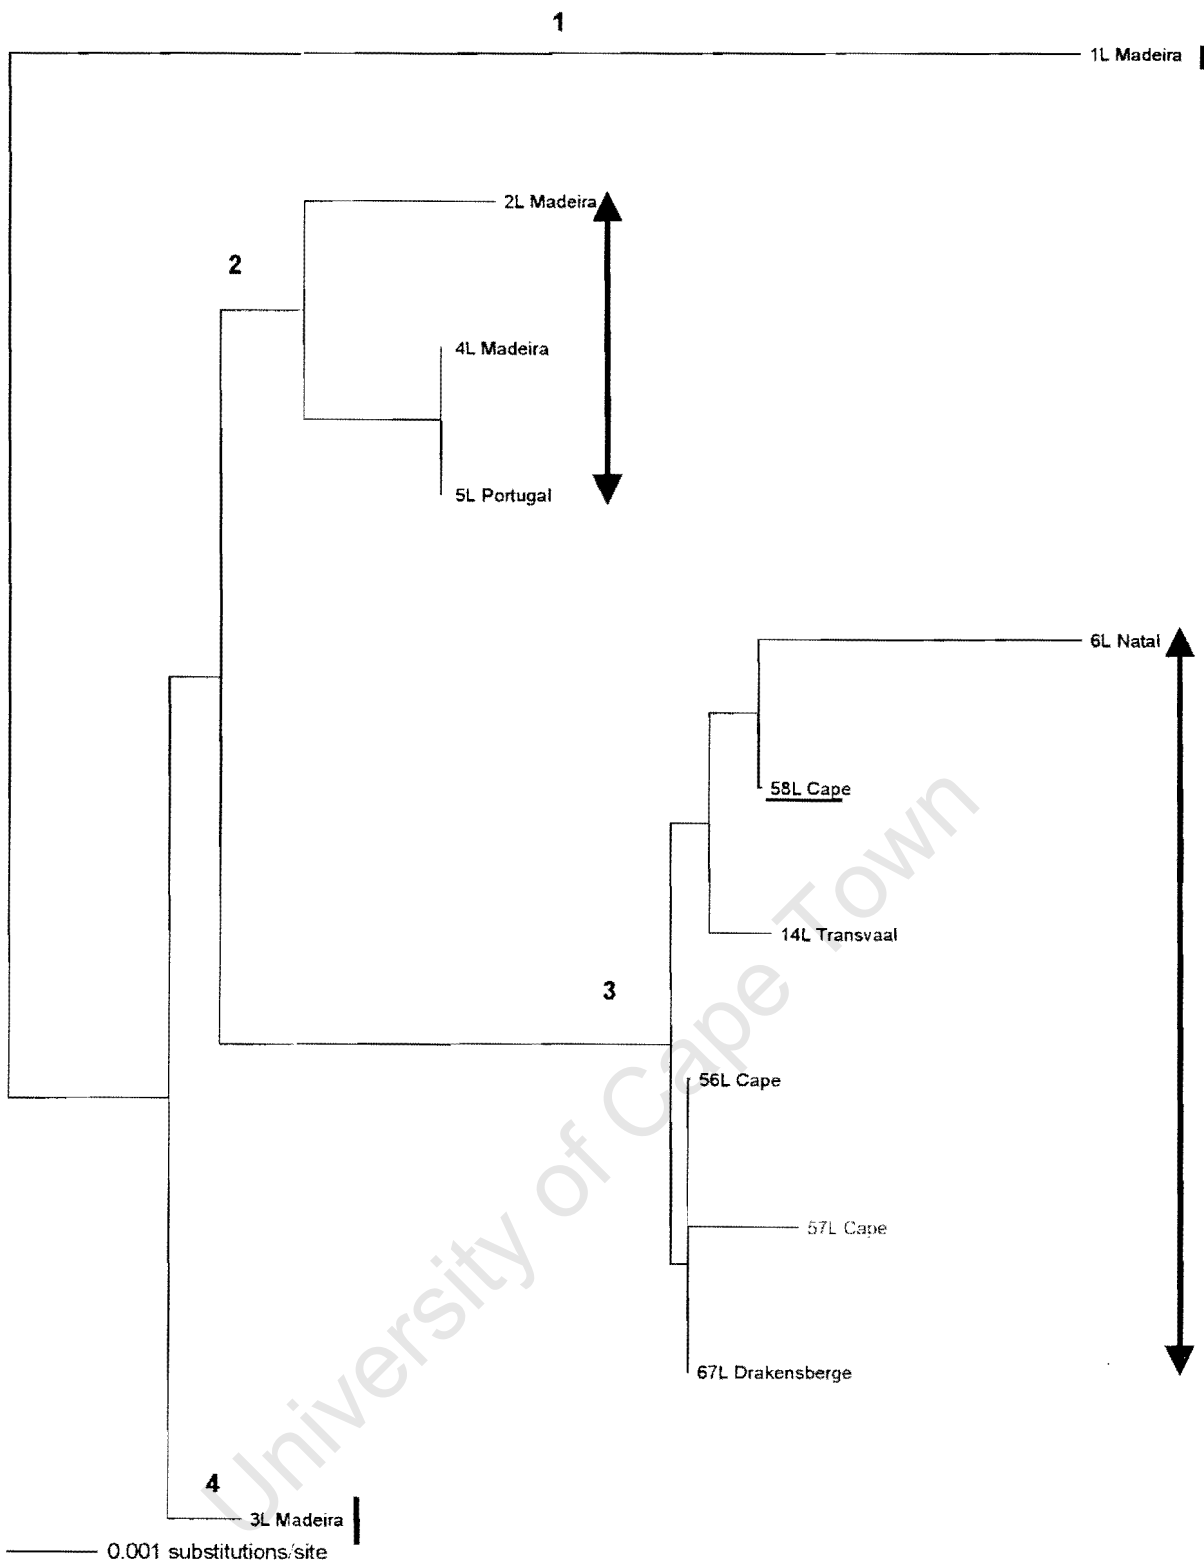 1
1L Madeira
2L Madeira
2
4L Madeira
5L Portugal
6L Natal
58L Cape
14L Transvaal
3
56L Cape
57L Cape
67L Drakensberge
4
3L Madeira
0.001 substitutions/site
University of Cape Town